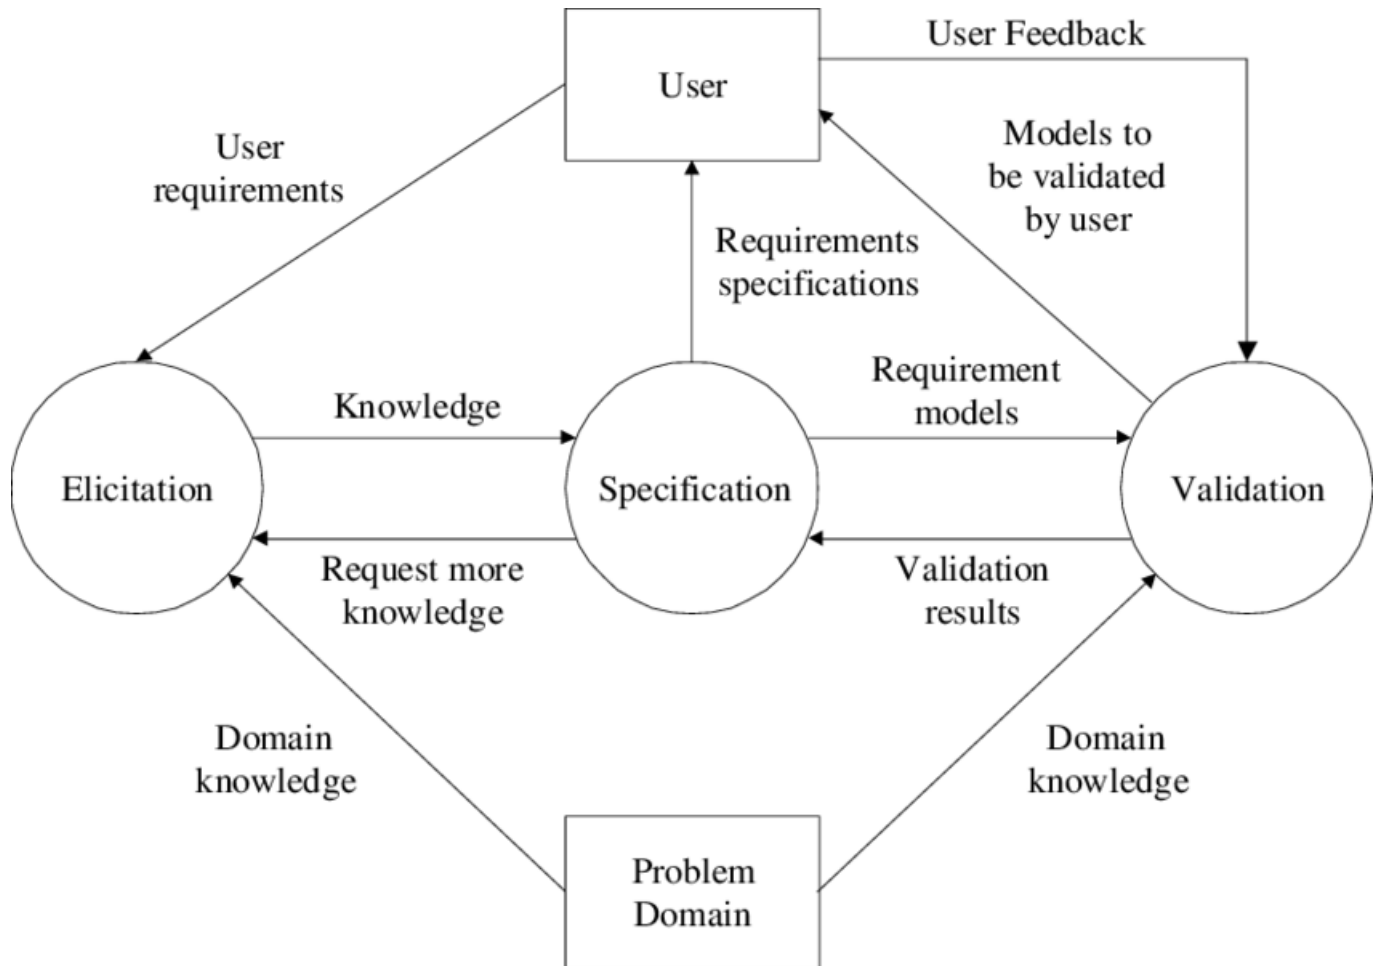 User Feedback
User
Models to
be validated
by user
User
requirements
Requirements
specifications
Requirement
models
Knowledge
Elicitation
Specification
Validation
Request more
knowledge
Validation
results
Domain
knowledge
Domain
knowledge
Problem
Domain